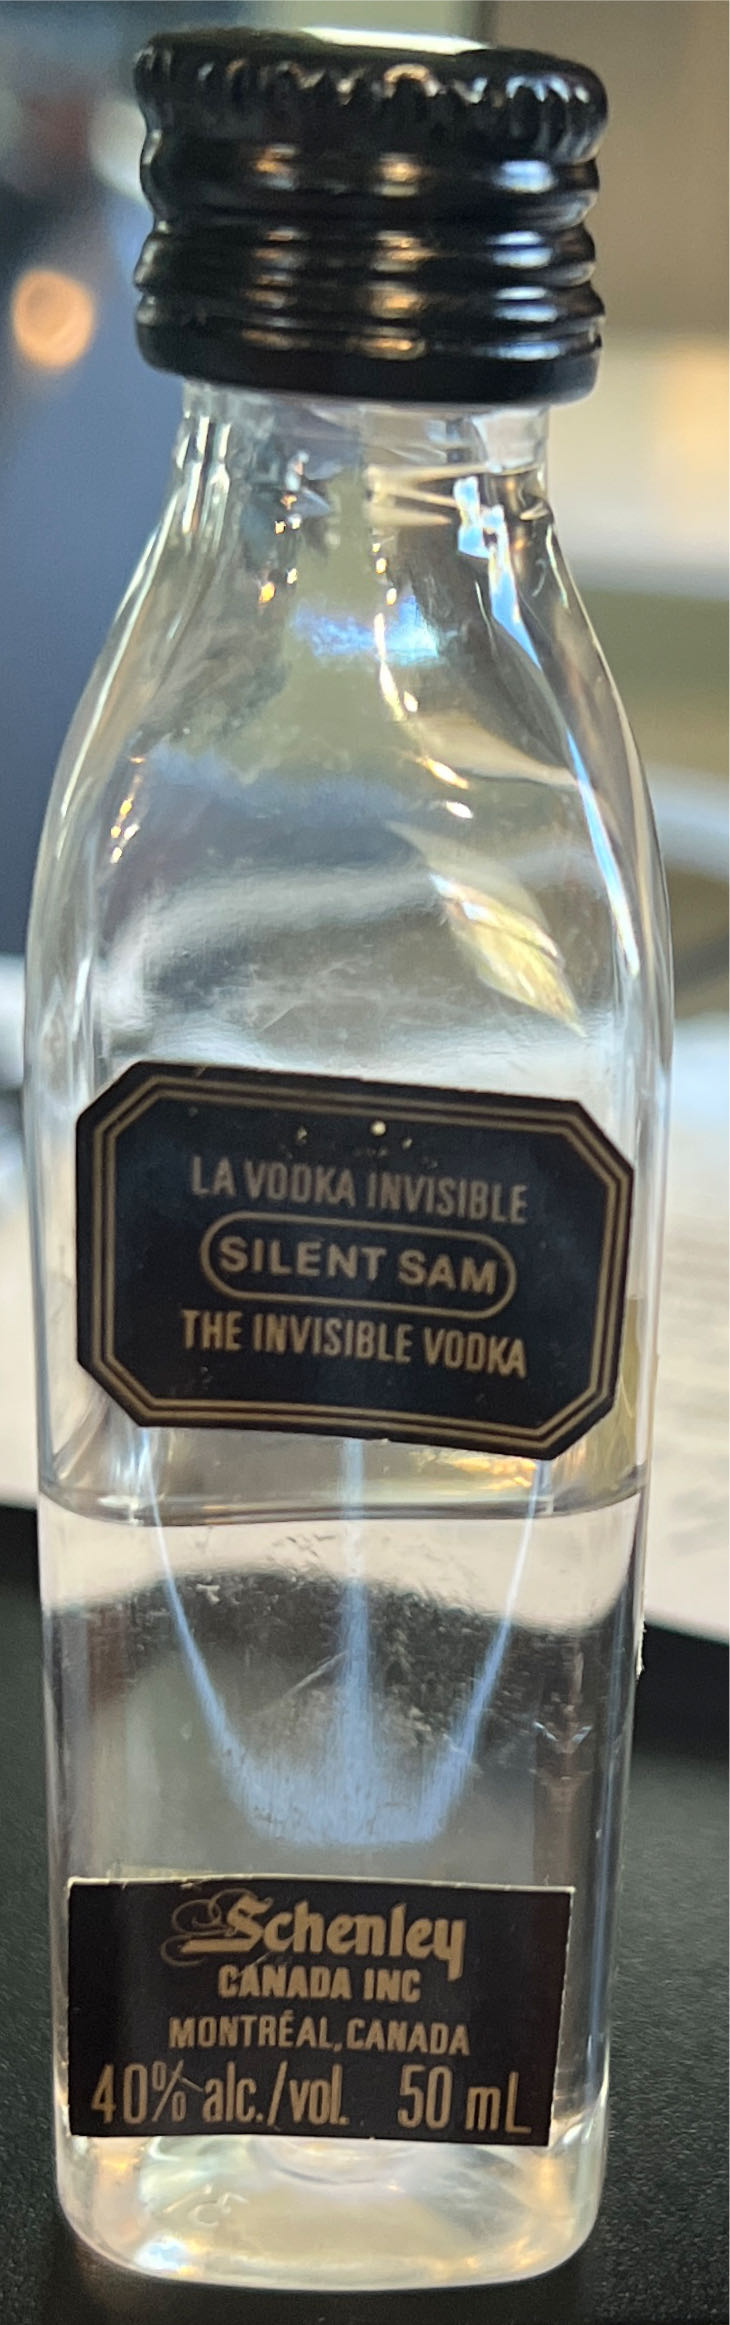 LA VODKA INVISIBLE
SILENT SAM
THE INVISIBLE VODKA
Schenley
CANADA INC
MONTRÉAL, CANADA
40% alc./vol. 50 mL